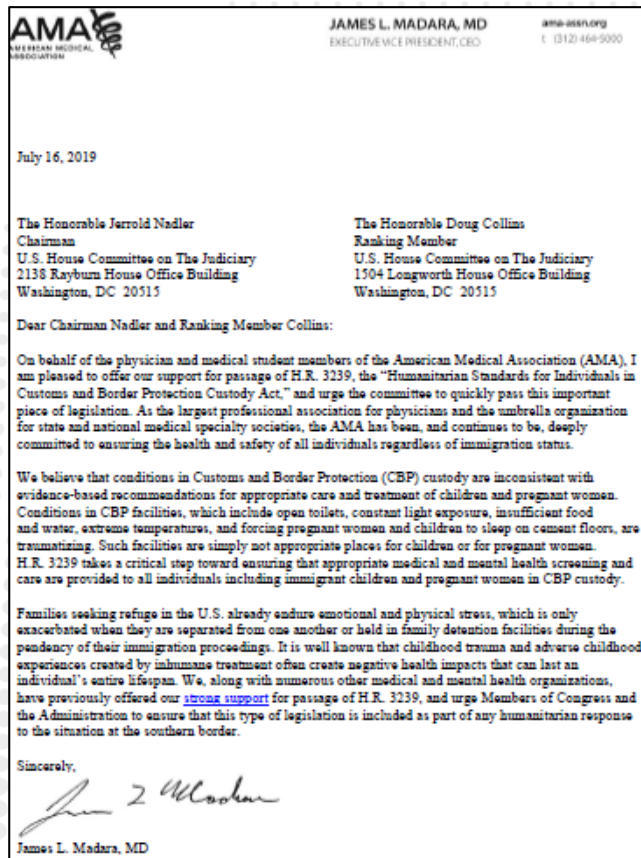 AMA
AMERICAN MEDICAL
ASSOCIATION
JAMES L. MADARA, MD
EXECUTIVE VICE PRESIDENT, CEO
ama-assn.org
t (312) 464-5000
July 16, 2019
The Honorable Jerrold Nadler
Chairman
U.S. House Committee on The Judiciary
2138 Rayburn House Office Building
Washington, DC 20515
The Honorable Doug Collins
Ranking Member
U.S. House Committee on The Judiciary
1504 Longworth House Office Building
Washington, DC 20515
Dear Chairman Nadler and Ranking Member Collins:
On behalf of the physician and medical student members of the American Medical Association (AMA), I
am pleased to offer our support for passage of H.R. 3239, the “Humanitarian Standards for Individuals in
Customs and Border Protection Custody Act,” and urge the committee to quickly pass this important
piece of legislation. As the largest professional association for physicians and the umbrella organization
for state and national medical specialty societies, the AMA has been, and continues to be, deeply
committed to ensuring the health and safety of all individuals regardless of immigration status.
We believe that conditions in Customs and Border Protection (CBP) custody are inconsistent with
evidence-based recommendations for appropriate care and treatment of children and pregnant women.
Conditions in CBP facilities, which include open toilets, constant light exposure, insufficient food
and water, extreme temperatures, and forcing pregnant women and children to sleep on cement floors, are
traumatizing. Such facilities are simply not appropriate places for children or for pregnant women.
H.R. 3239 takes a critical step toward ensuring that appropriate medical and mental health screening and
care are provided to all individuals including immigrant children and pregnant women in CBP custody.
Families seeking refuge in the U.S. already endure emotional and physical stress, which is only
exacerbated when they are separated from one another or held in family detention facilities during the
pendency of their immigration proceedings. It is well known that childhood trauma and adverse childhood
experiences created by inhumane treatment often create negative health impacts that can last an
individual’s entire lifespan. We, along with numerous other medical and mental health organizations,
have previously offered our strong support for passage of H.R. 3239, and urge Members of Congress and
the Administration to ensure that this type of legislation is included as part of any humanitarian response
to the situation at the southern border.
Sincerely,
James L. Madara, MD